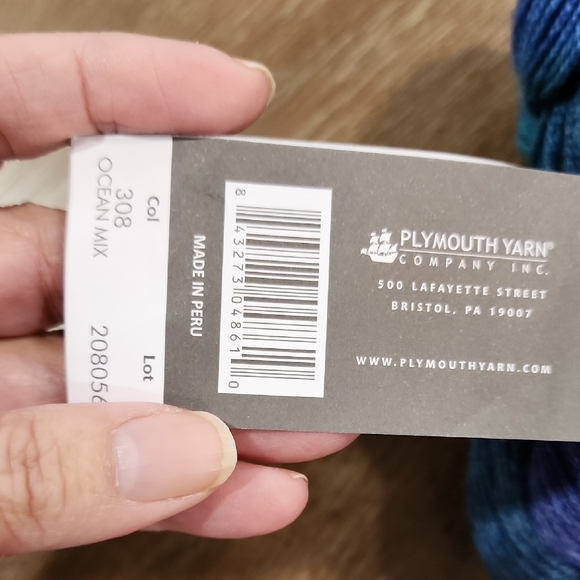 Col
308
OCEAN MIX
Lot
208056
MADE IN PERU
8 43273 04861 0
PLYMOUTH YARN®
COMPANY INC.
500 LAFAYETTE STREET
BRISTOL, PA 19007
WWW.PLYMOUTHYARN.COM